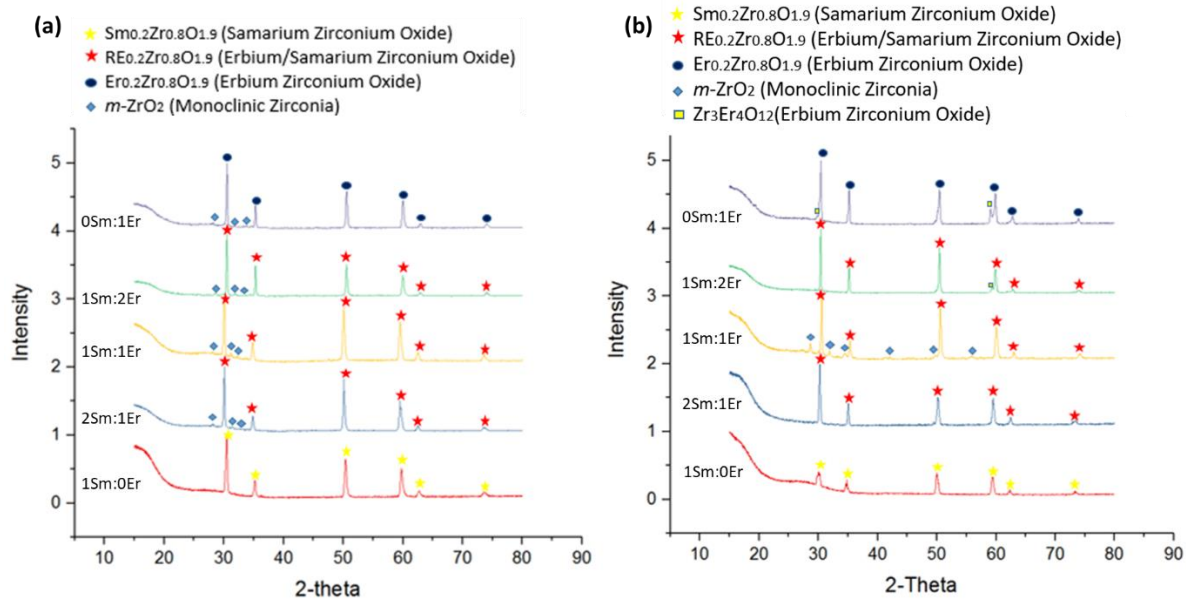 (a)
Sm0.2Zr0.8O1.9 (Samarium Zirconium Oxide)
RE0.2Zr0.8O1.9 (Erbium/Samarium Zirconium Oxide)
Er0.2Zr0.8O1.9 (Erbium Zirconium Oxide)
m-ZrO2 (Monoclinic Zirconia)
Intensity
5
4
3
2
1
0
0Sm:1Er
1Sm:2Er
1Sm:1Er
2Sm:1Er
1Sm:0Er
10 20 30 40 50 60 70 80 90
2-theta
(b)
Sm0.2Zr0.8O1.9 (Samarium Zirconium Oxide)
RE0.2Zr0.8O1.9 (Erbium/Samarium Zirconium Oxide)
Er0.2Zr0.8O1.9 (Erbium Zirconium Oxide)
m-ZrO2 (Monoclinic Zirconia)
Zr3Er4O12(Erbium Zirconium Oxide)
Intensity
5
4
3
2
1
0
0Sm:1Er
1Sm:2Er
1Sm:1Er
2Sm:1Er
1Sm:0Er
10 20 30 40 50 60 70 80 90
2-Theta